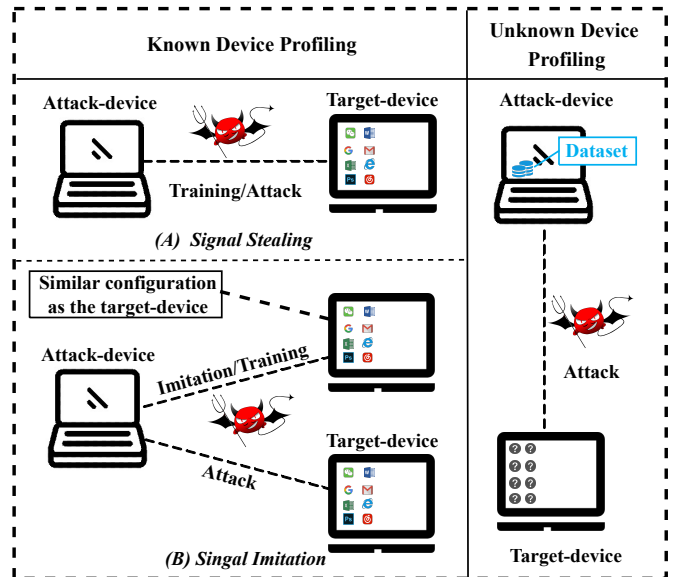 Known Device Profiling
Unknown Device
Profiling
Attack-device
Target-device
Training/Attack
(A) Signal Stealing
Similar configuration
as the target-device
Attack-device
Imitation/Training
Target-device
Attack
(B) Singal Imitation
Attack-device
Dataset
Attack
Target-device